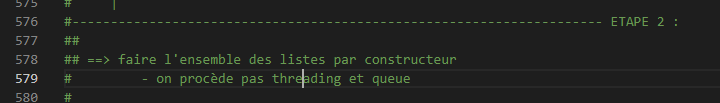 575 # |
576 #---------------------------------------------------------------------- ETAPE 2 :
577 ##
578 ## ==> faire l'ensemble des listes par constructeur
579 # - on procède pas threading et queue
580 #